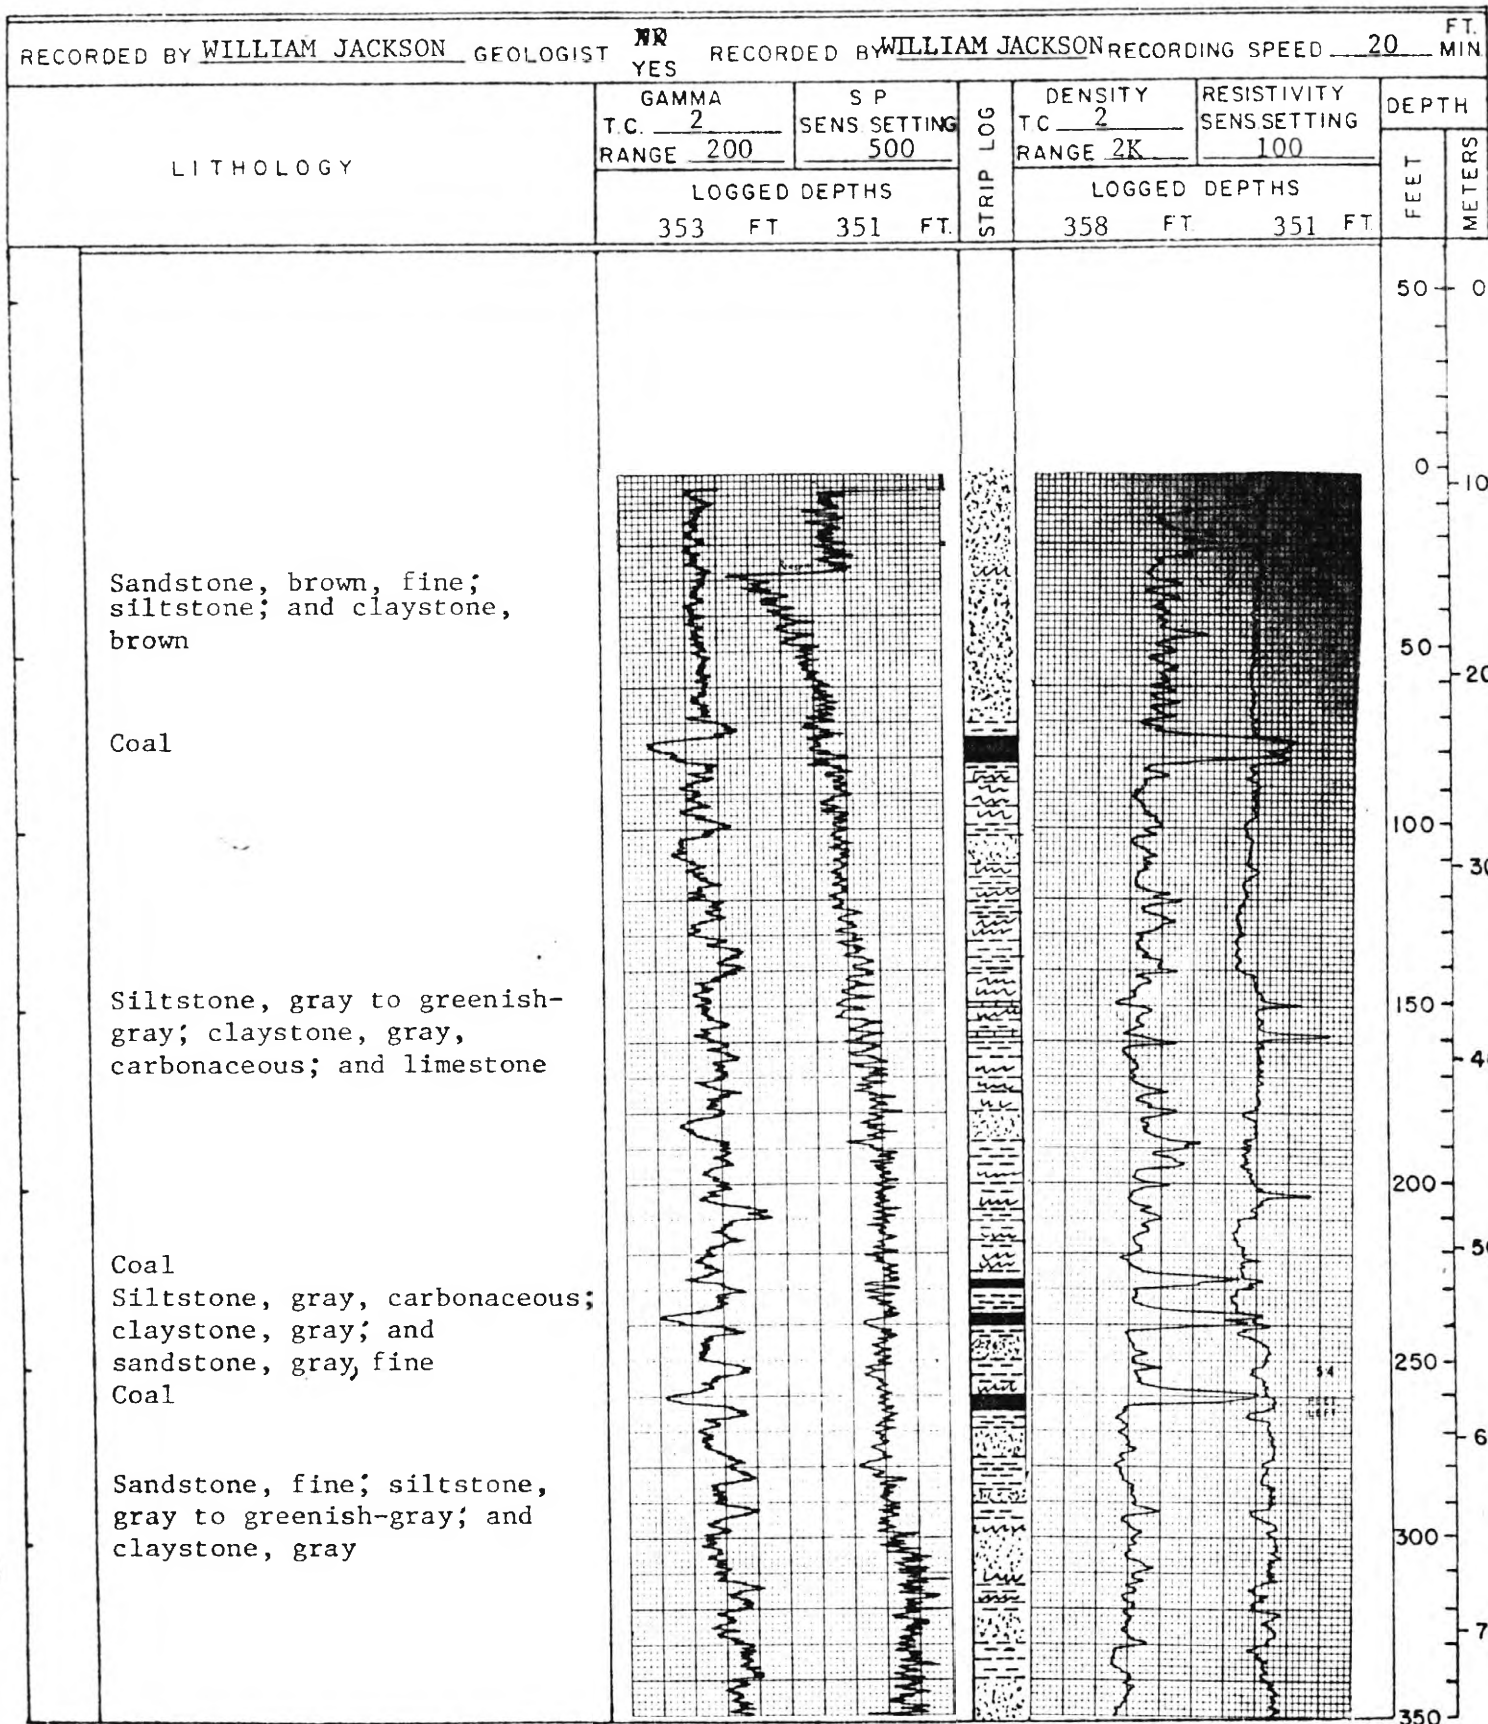 RECORDED BY WILLIAM JACKSON GEOLOGIST YES RECORDED BY WILLIAM JACKSON RECORDING SPEED 20 FT. MIN
LITHOLOGY
GAMMA
T.C. 2
RANGE 200
S P
SENS. SETTING
500
LOGGED DEPTHS
353 FT 351 FT.
STRIP LOG
DENSITY
T C 2
RANGE 2K
RESISTIVITY
SENS. SETTING
100
LOGGED DEPTHS
358 FT. 351 FT.
DEPTH
FEET
METERS
50 0
0
10
Sandstone, brown, fine;
siltstone; and claystone,
brown
50
20
Coal
100
30
Siltstone, gray to greenish-
gray; claystone, gray,
carbonaceous; and limestone
150
200
Coal
Siltstone, gray, carbonaceous;
claystone, gray; and
sandstone, gray, fine
Coal
250
54
LEFT
Sandstone, fine; siltstone,
gray to greenish-gray; and
claystone, gray
300
350